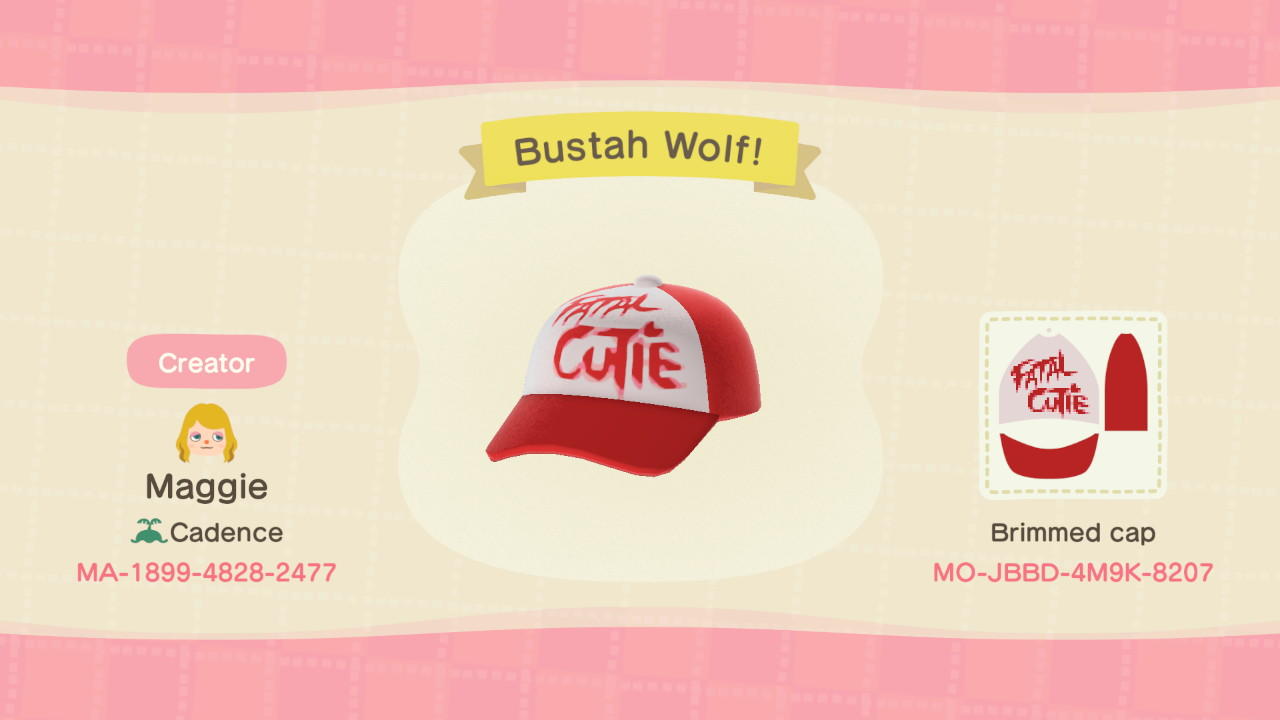 Bustah Wolf!
FATAL
CUTIE
Creator
Maggie
Cadence
MA-1899-4828-2477
FATAL
CUTIE
Brimmed cap
MO-JBBD-4M9K-8207